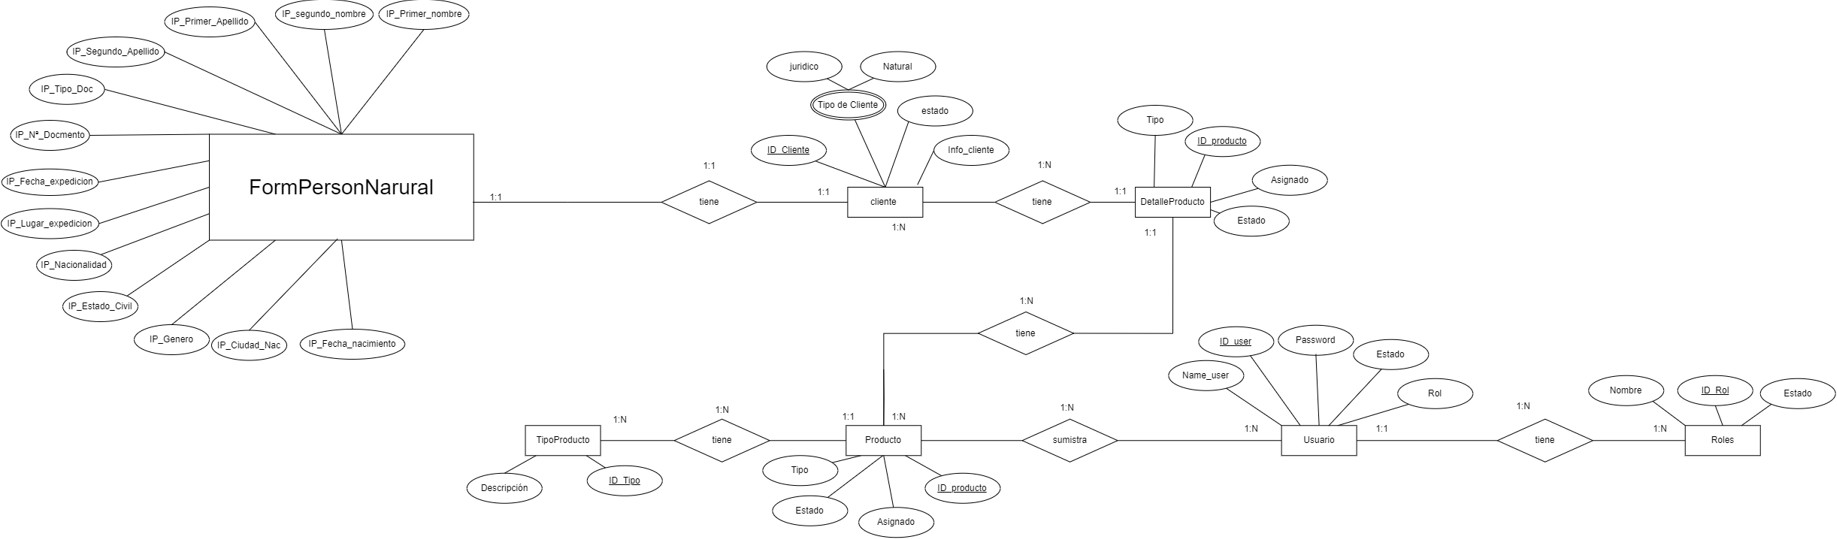 IP_Primer_Apellido
IP_segundo_nombre
IP_Primer_nombre
IP_Segundo_Apellido
IP_Tipo_Doc
IP_Nª_Docmento
IP_Fecha_expedicion
IP_Lugar_expedicion
IP_Nacionalidad
IP_Estado_Civil
IP_Genero
IP_Ciudad_Nac
IP_Fecha_nacimiento
FormPersonNarural
1:1
1:1
tiene
1:1
juridico
Natural
Tipo de Cliente
estado
ID_Cliente
Info_cliente
cliente
1:N
1:N
tiene
1:1
Tipo
ID_producto
Asignado
Estado
DetalleProducto
1:1
1:N
tiene
ID_user
Password
Estado
Name_user
Rol
Nombre
ID_Rol
Estado
TipoProducto
1:N
1:N
tiene
1:1
1:N
Producto
1:N
sumistra
1:N
Usuario
1:1
1:N
tiene
1:N
Roles
Descripción
ID_Tipo
Tipo
Estado
Asignado
ID_producto